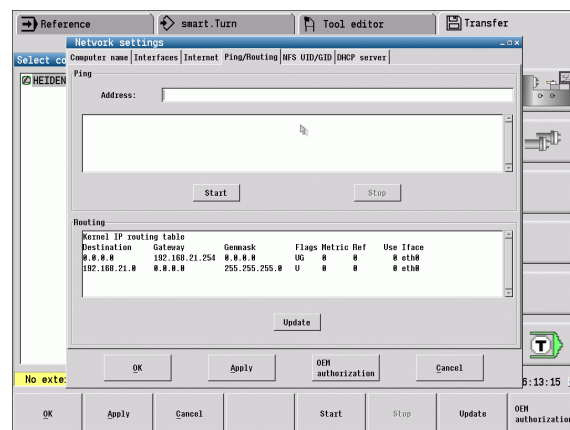 Reference
smart.Turn
Tool editor
Transfer
Network settings
Select co
Computer name Interfaces Internet Ping/Routing NFS UID/GID DHCP server
HEIDEN
Ping
Address:
Start Stop
Routing
Kernel IP routing table
Destination Gateway Genmask Flags Metric Ref Use Iface
0.0.0.0 192.168.21.254 0.0.0.0 UG 0 0 0 eth0
192.168.21.0 0.0.0.0 255.255.255.0 U 0 0 0 eth0
Update
T
OK Apply OEM authorization Cancel
No exte
6:13:15
OK Apply Cancel Start Stop Update OEM authorization